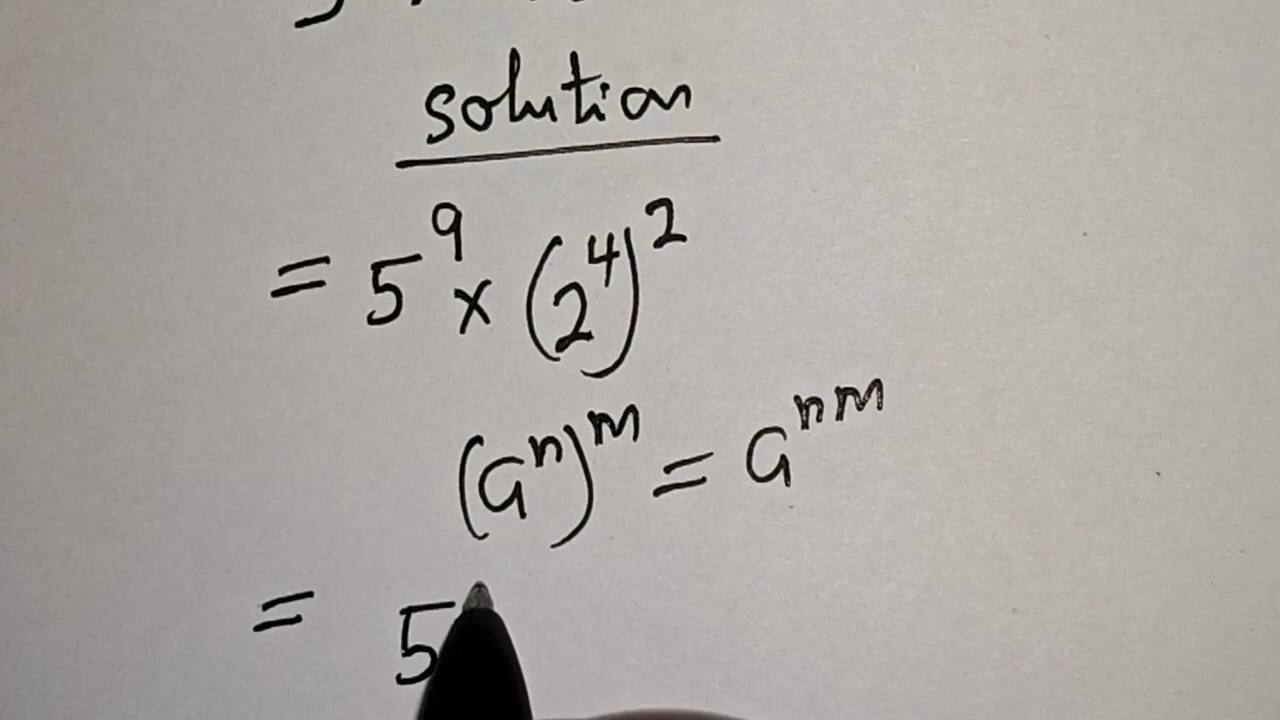 solution
= 5⁹ × (2⁴)²
(aⁿ)ᵐ = aⁿᵐ
= 5